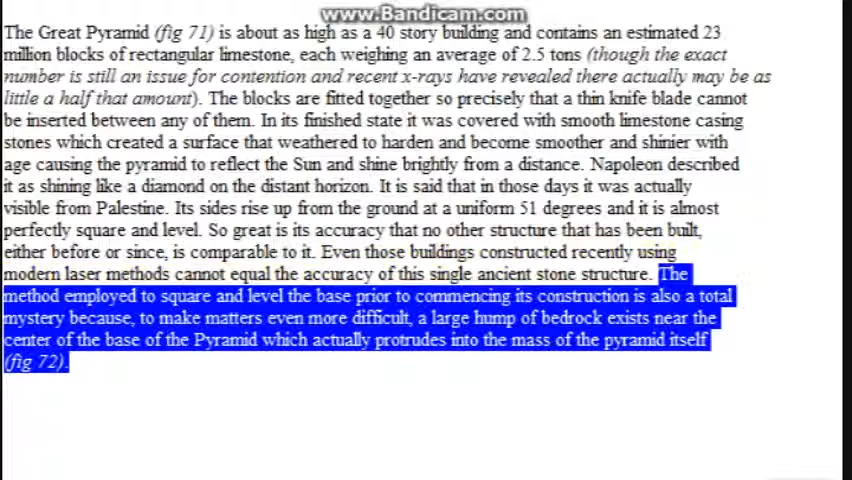 www.Bandicam.com
The Great Pyramid (fig 71) is about as high as a 40 story building and contains an estimated 23
million blocks of rectangular limestone, each weighing an average of 2.5 tons (though the exact
number is still an issue for contention and recent x-rays have revealed there actually may be as
little a half that amount). The blocks are fitted together so precisely that a thin knife blade cannot
be inserted between any of them. In its finished state it was covered with smooth limestone casing
stones which created a surface that weathered to harden and become smoother and shinier with
age causing the pyramid to reflect the Sun and shine brightly from a distance. Napoleon described
it as shining like a diamond on the distant horizon. It is said that in those days it was actually
visible from Palestine. Its sides rise up from the ground at a uniform 51 degrees and it is almost
perfectly square and level. So great is its accuracy that no other structure that has been built,
either before or since, is comparable to it. Even those buildings constructed recently using
modern laser methods cannot equal the accuracy of this single ancient stone structure. The
method employed to square and level the base prior to commencing its construction is also a total
mystery because, to make matters even more difficult, a large hump of bedrock exists near the
center of the base of the Pyramid which actually protrudes into the mass of the pyramid itself
(fig 72).